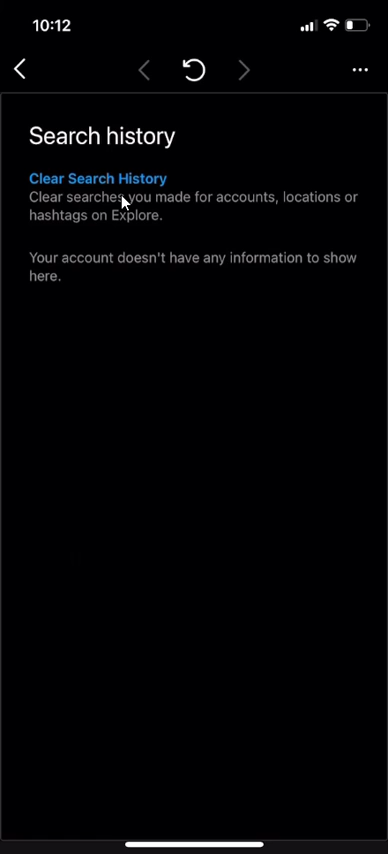 10:12
Search history
Clear Search History
Clear searches you made for accounts, locations or
hashtags on Explore.
Your account doesn't have any information to show
here.